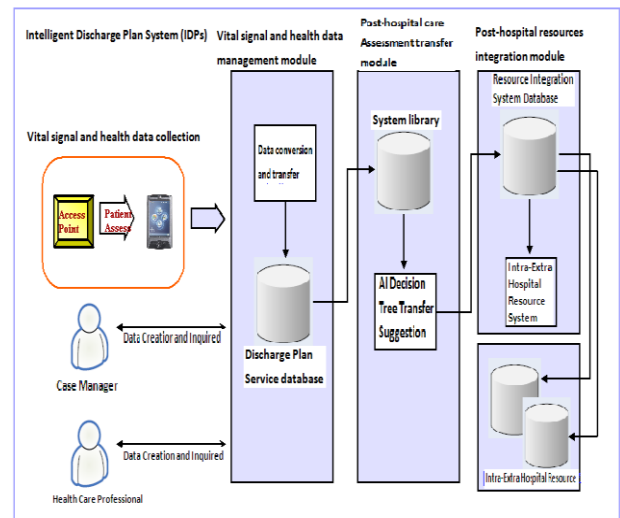 Intelligent Discharge Plan System (IDPs)
Vital signal and health data
management module
Post-hospital care
Assessment transfer
module
Post-hospital resources
integration module
Resource Integration
System Database
System library
Vital signal and health data collection
Data conversion
and transfer
Access
Point
Patient
Assess
Intra-Extra
Hospital
Resource
System
AI Decision
Tree Transfer
Suggestion
Data Creation and Inquired
Discharge Plan
Service database
Case Manager
Data Creation and Inquired
Health Care Professional
Intra-Extra Hospital Resource